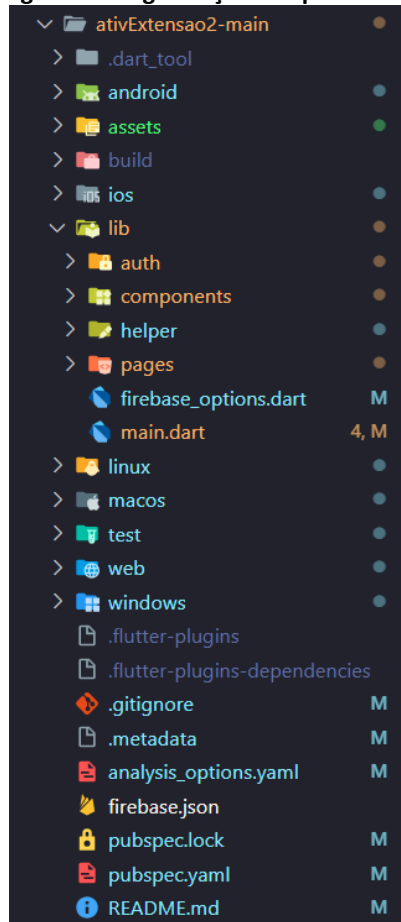 ativExtensao2-main
.dart_tool
android
assets
build
ios
lib
auth
components
helper
pages
firebase_options.dart M
main.dart 4, M
linux
macos
test
web
windows
.flutter-plugins
.flutter-plugins-dependencies
.gitignore M
.metadata M
analysis_options.yaml M
firebase.json
pubspec.lock M
pubspec.yaml M
README.md M